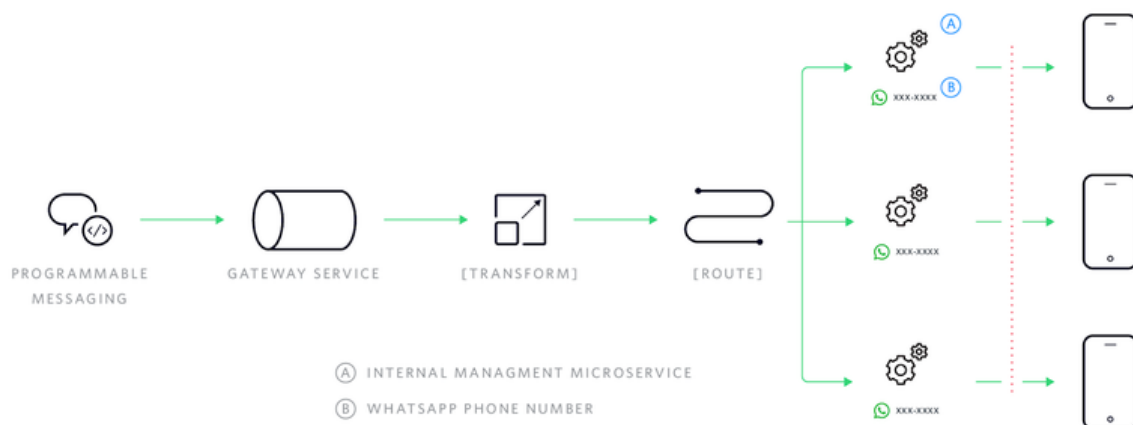 A
XXX-XXXX
B
XXX-XXXX
</>
PROGRAMMABLE
MESSAGING
GATEWAY SERVICE
[TRANSFORM]
[ROUTE]
XXX-XXXX
A INTERNAL MANAGMENT MICROSERVICE
B WHATSAPP PHONE NUMBER